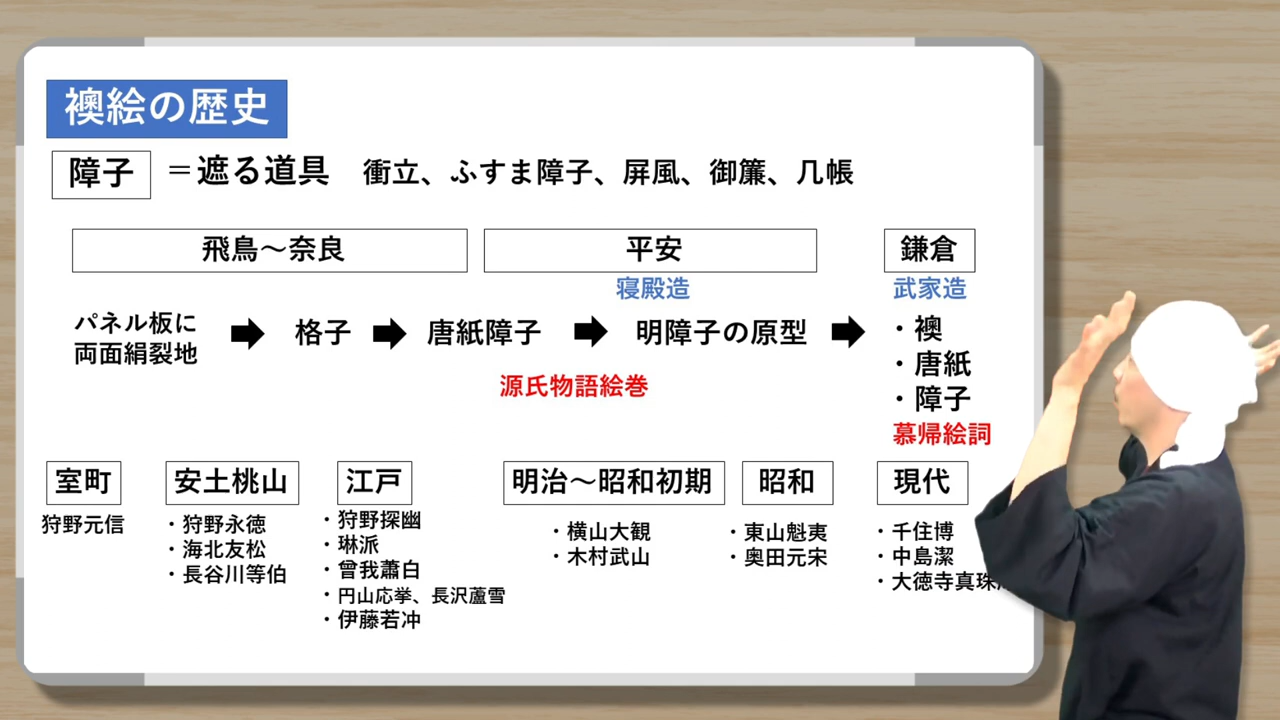 襖絵の歴史
障子 ＝遮る道具 衝立、ふすま障子、屏風、御簾、几帳
飛鳥～奈良 平安 鎌倉
寝殿造 武家造
パネル板に
両面絹裂地
➡ 格子 ➡ 唐紙障子 ➡ 明障子の原型 ➡
・襖
・唐紙
・障子
源氏物語絵巻
慕帰絵詞
室町
狩野元信
安土桃山
・狩野永徳
・海北友松
・長谷川等伯
江戸
・狩野探幽
・琳派
・曾我蕭白
・円山応挙、長沢蘆雪
・伊藤若冲
明治～昭和初期
・横山大観
・木村武山
昭和
・東山魁夷
・奥田元宋
現代
・千住博
・中島潔
・大徳寺真珠